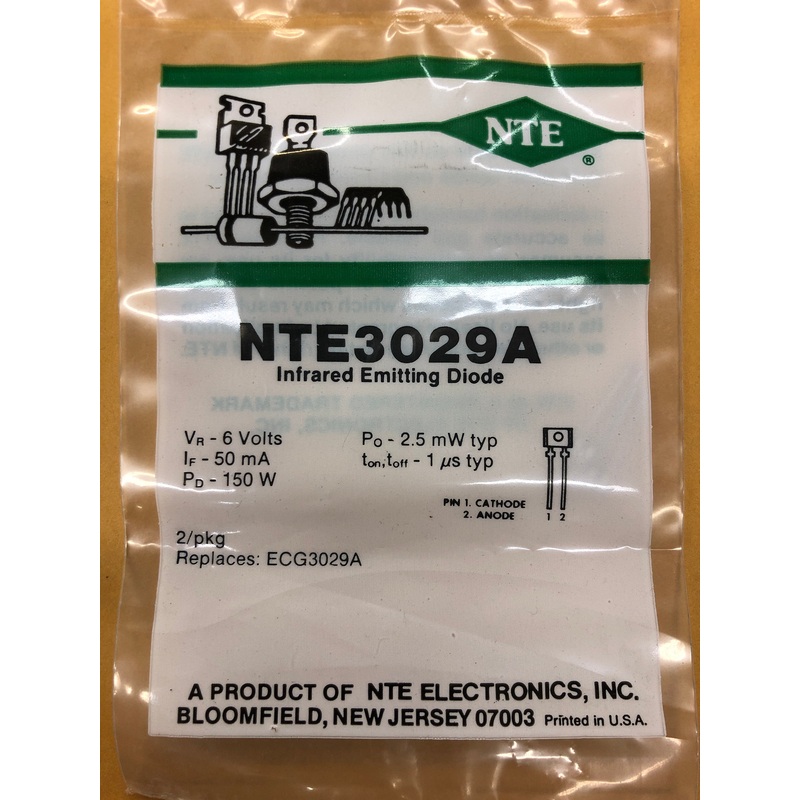 NTE
®
NTE3029A
Infrared Emitting Diode
VR - 6 Volts
IF - 50 mA
PD - 150 W
PO - 2.5 mW typ
ton,toff - 1 µs typ
PIN 1. CATHODE
2. ANODE
1 2
2/pkg
Replaces: ECG3029A
A PRODUCT OF NTE ELECTRONICS, INC.
BLOOMFIELD, NEW JERSEY 07003 Printed in U.S.A.